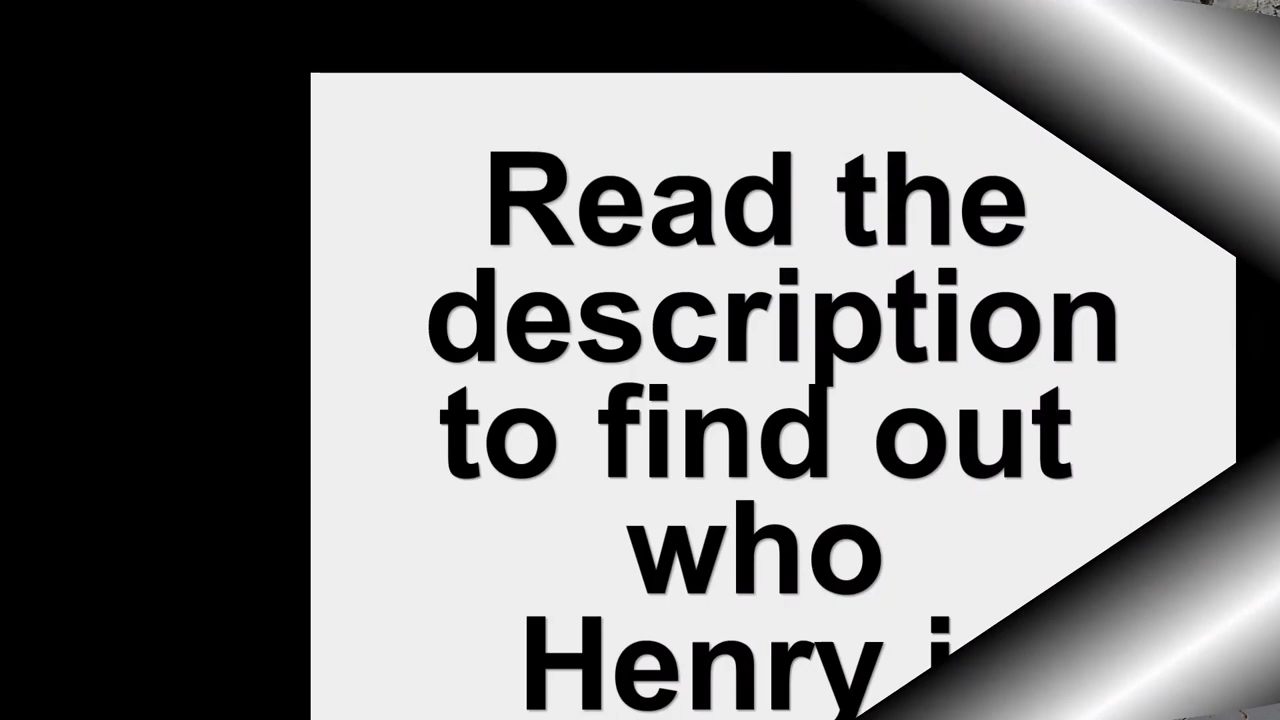 Read the
description
to find out
who
Henry